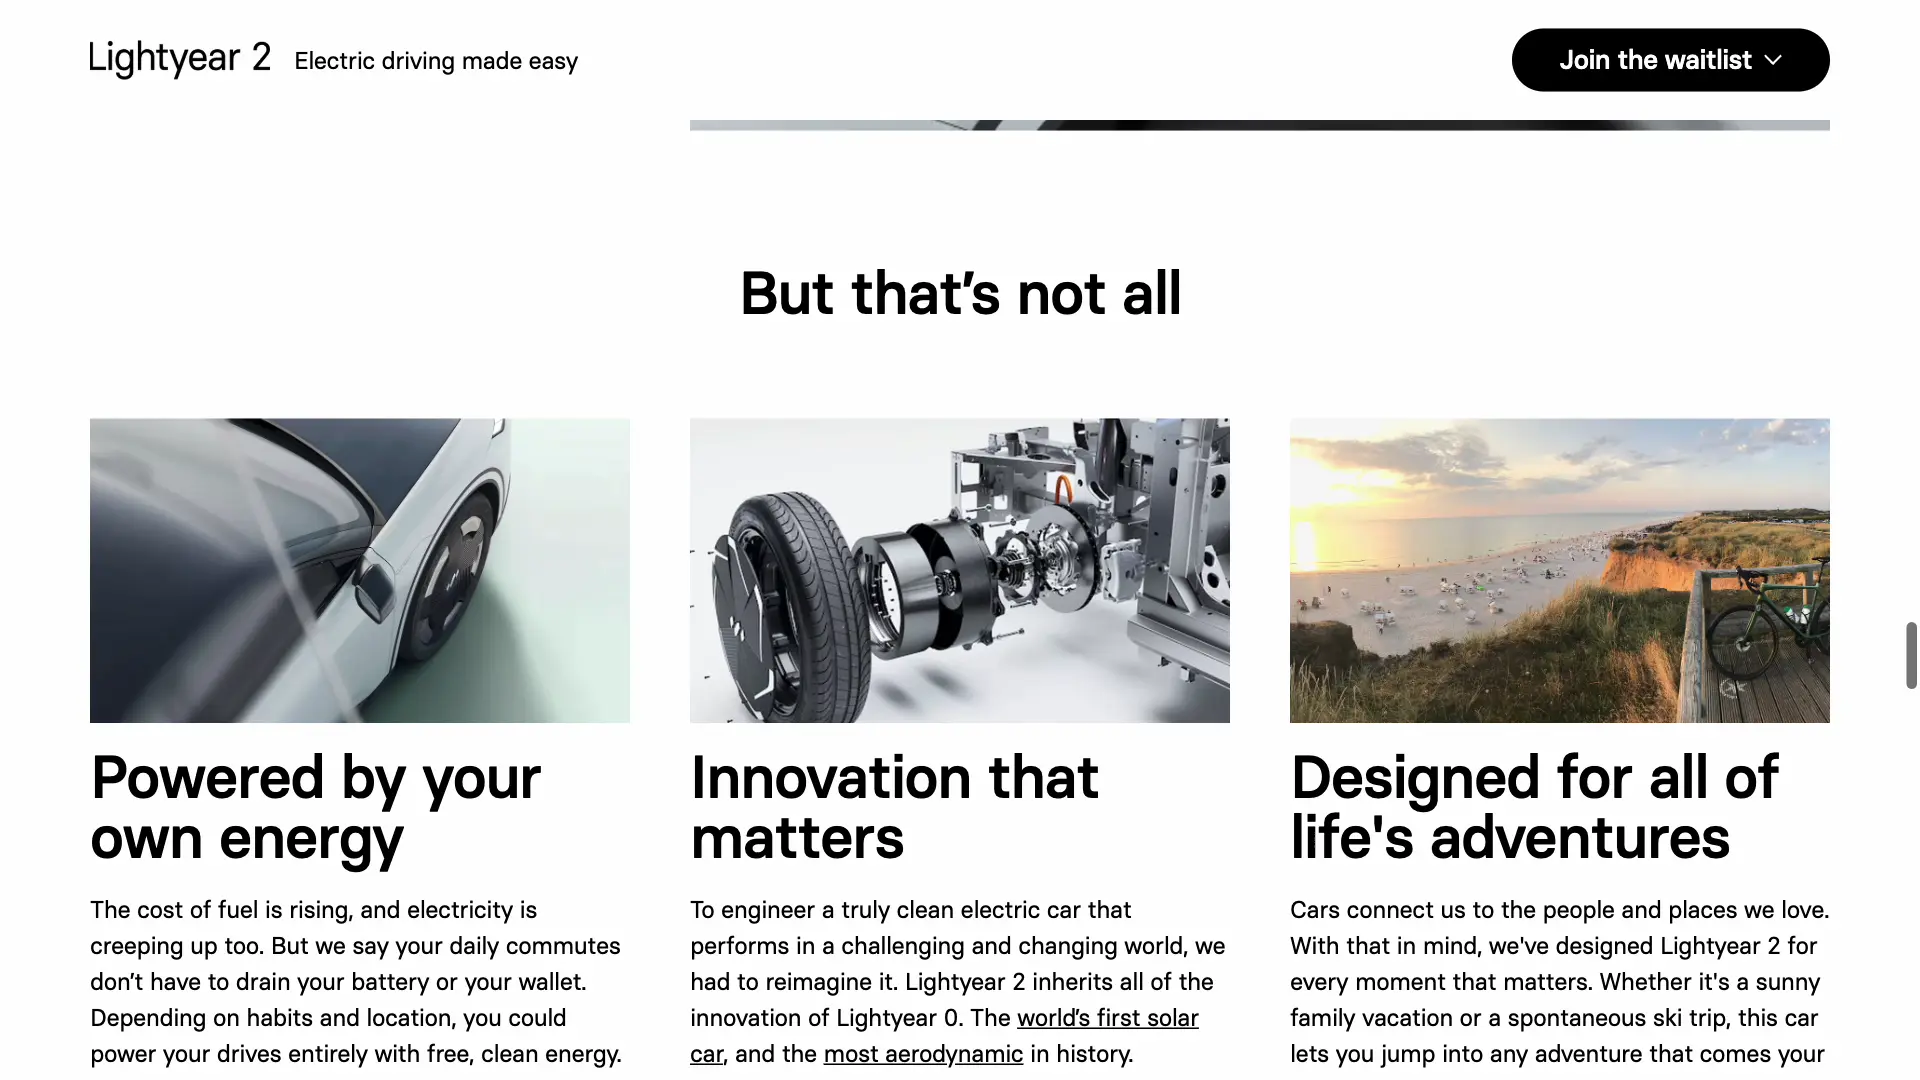 Lightyear 2 Electric driving made easy
Join the waitlist
But that’s not all
Powered by your
own energy
The cost of fuel is rising, and electricity is
creeping up too. But we say your daily commutes
don’t have to drain your battery or your wallet.
Depending on habits and location, you could
power your drives entirely with free, clean energy.
Innovation that
matters
To engineer a truly clean electric car that
performs in a challenging and changing world, we
had to reimagine it. Lightyear 2 inherits all of the
innovation of Lightyear 0. The world’s first solar
car, and the most aerodynamic in history.
Designed for all of
life's adventures
Cars connect us to the people and places we love.
With that in mind, we've designed Lightyear 2 for
every moment that matters. Whether it's a sunny
family vacation or a spontaneous ski trip, this car
lets you jump into any adventure that comes your